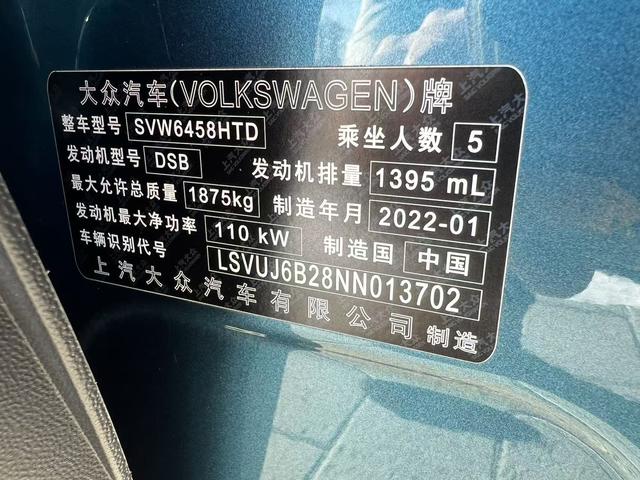 大众汽车(VOLKSWAGEN)牌
整车型号 SVW6458HTD 乘坐人数 5
发动机型号 DSB 发动机排量 1395 mL
最大允许总质量 1875kg 制造年月 2022-01
发动机最大净功率 110 kW 制造国 中国
车辆识别代号 LSVUJ6B28NN013702
上汽大众汽车有限公司 制造